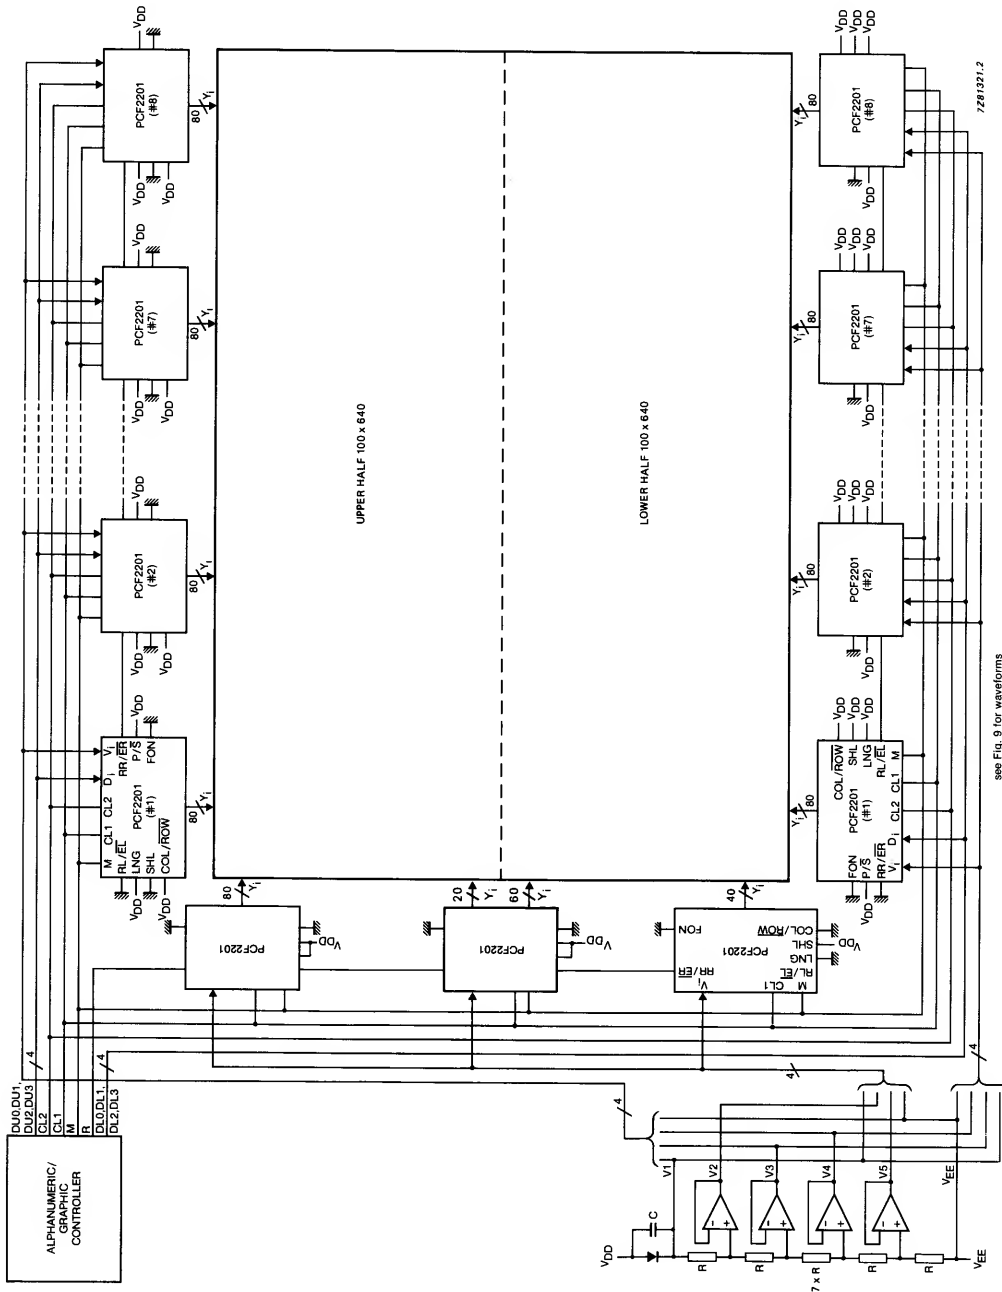 ALPHANUMERIC/
GRAPHIC
CONTROLLER
DU0,DU1,
DU2,DU3
CL2
CL1
M
R
DL0,DL1,
DL2,DL3
4
4
M CL1 CL2 Di Vi
RL/EL
LNG
SHL
COL/ROW
PCF2201
(#1)
RR/ER
P/S
FON
VDD
VDD
VDD
80
Yi
PCF2201
(#2)
VDD
VDD
VDD
80
Yi
PCF2201
(#7)
VDD
VDD
VDD
80
Yi
PCF2201
(#8)
VDD
VDD
VDD
80
Yi
PCF2201
VDD
80
Yi
PCF2201
VDD
20
Yi
60
Yi
Vi
RR/ER
FON
PCF2201
CL1
M
RL/EL
LNG
SHL
COL/ROW
VDD
40
Yi
UPPER HALF 100 x 640
LOWER HALF 100 x 640
80
Yi
FON
P/S
RR/ER
PCF2201
(#1)
COL/ROW
SHL
LNG
RL/EL
Vi Di CL2 CL1 M
VDD
VDD
VDD
VDD
80
Yi
PCF2201
(#2)
VDD
VDD
VDD
VDD
80
Yi
PCF2201
(#7)
VDD
VDD
VDD
VDD
80
Yi
PCF2201
(#8)
VDD
VDD
VDD
VDD
VDD
C
R
R
7 x R
R
R
VEE
- +
- +
- +
- +
V1
V2
V3
V4
V5
VEE
4
4
4
see Fig. 9 for waveforms
7Z81321.2